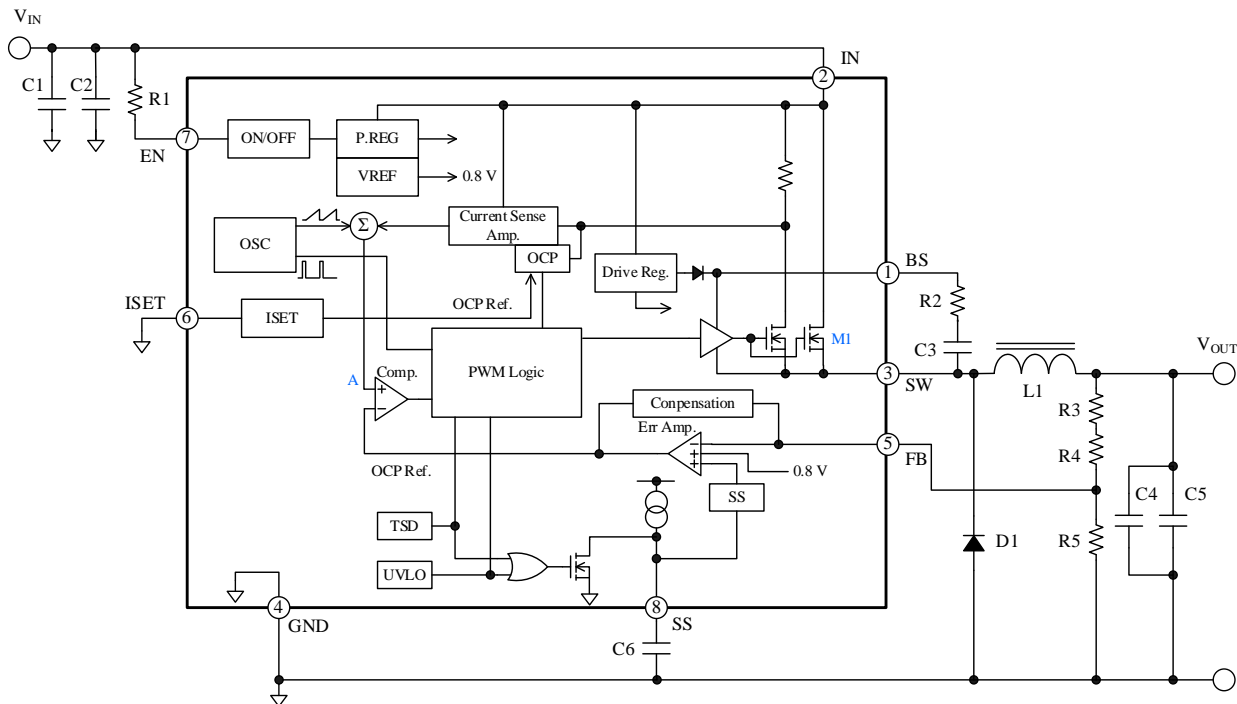 VIN
IN
2
C1
C2
R1
7
EN
ON/OFF
P.REG
VREF
0.8 V
OSC
Σ
Current Sense
Amp.
OCP
Drive Reg.
1
BS
R2
C3
ISET
6
ISET
OCP Ref.
M1
VOUT
3
SW
L1
A
Comp.
+
−
PWM Logic
Conpensation
Err Amp.
−
+
+
0.8 V
5
FB
R3
R4
C4
C5
OCP Ref.
SS
TSD
UVLO
D1
R5
4
GND
8
SS
C6